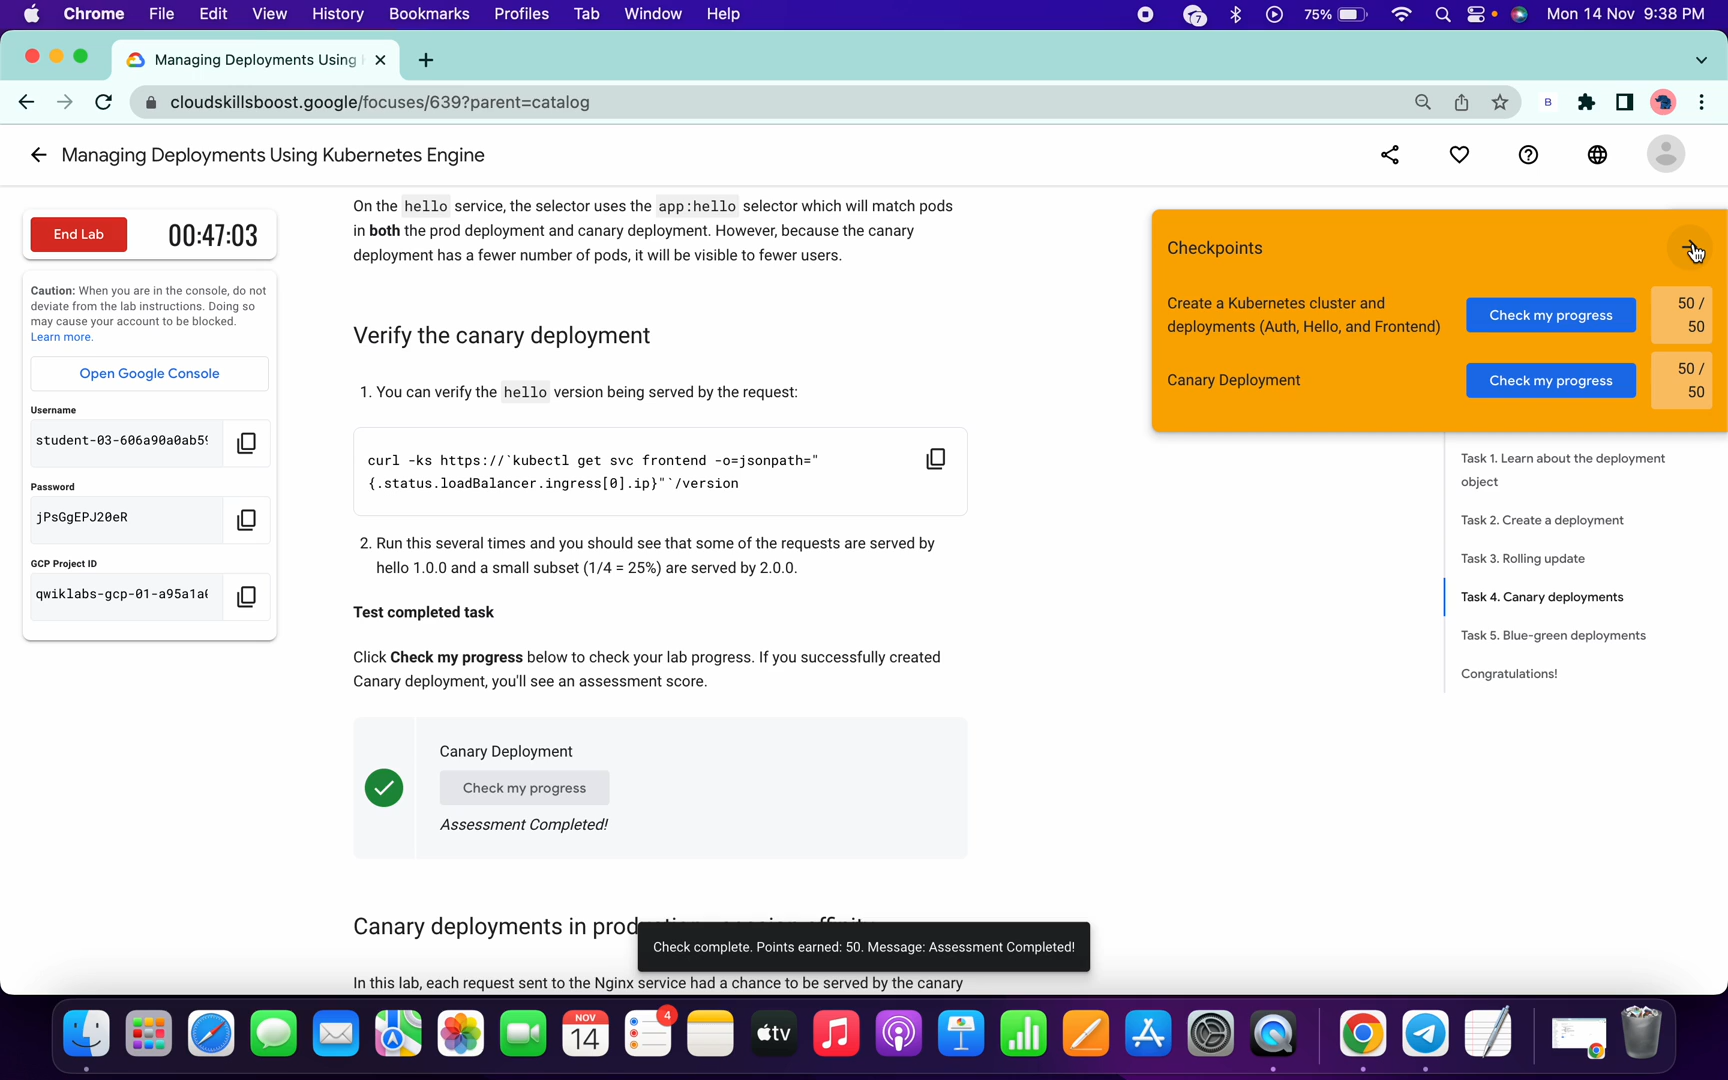 Chrome File Edit View History Bookmarks Profiles Tab Window Help 7 75% Mon 14 Nov 9:38 PM
Managing Deployments Using
cloudskillsboost.google/focuses/639?parent=catalog B
Managing Deployments Using Kubernetes Engine
End Lab 00:47:03
Caution: When you are in the console, do not
deviate from the lab instructions. Doing so
may cause your account to be blocked.
Learn more.
Open Google Console
Username
student-03-606a90a0ab59
Password
jPsGgEPJ20eR
GCP Project ID
qwiklabs-gcp-01-a95a1a
On the hello service, the selector uses the app:hello selector which will match pods
in both the prod deployment and canary deployment. However, because the canary
deployment has a fewer number of pods, it will be visible to fewer users.
Verify the canary deployment
1. You can verify the hello version being served by the request:
curl -ks https://`kubectl get svc frontend -o=jsonpath="
{.status.loadBalancer.ingress[0].ip}"`/version
2. Run this several times and you should see that some of the requests are served by
hello 1.0.0 and a small subset (1/4 = 25%) are served by 2.0.0.
Test completed task
Click Check my progress below to check your lab progress. If you successfully created
Canary deployment, you'll see an assessment score.
Canary Deployment
Check my progress
Assessment Completed!
Canary deployments in
Check complete. Points earned: 50. Message: Assessment Completed!
In this lab, each request sent to the Nginx service had a chance to be served by the canary
Checkpoints
Create a Kubernetes cluster and
deployments (Auth, Hello, and Frontend)
Check my progress
50 /
50
Canary Deployment
Check my progress
50 /
50
Task 1. Learn about the deployment
object
Task 2. Create a deployment
Task 3. Rolling update
Task 4. Canary deployments
Task 5. Blue-green deployments
Congratulations!
NOV
14
4
tv